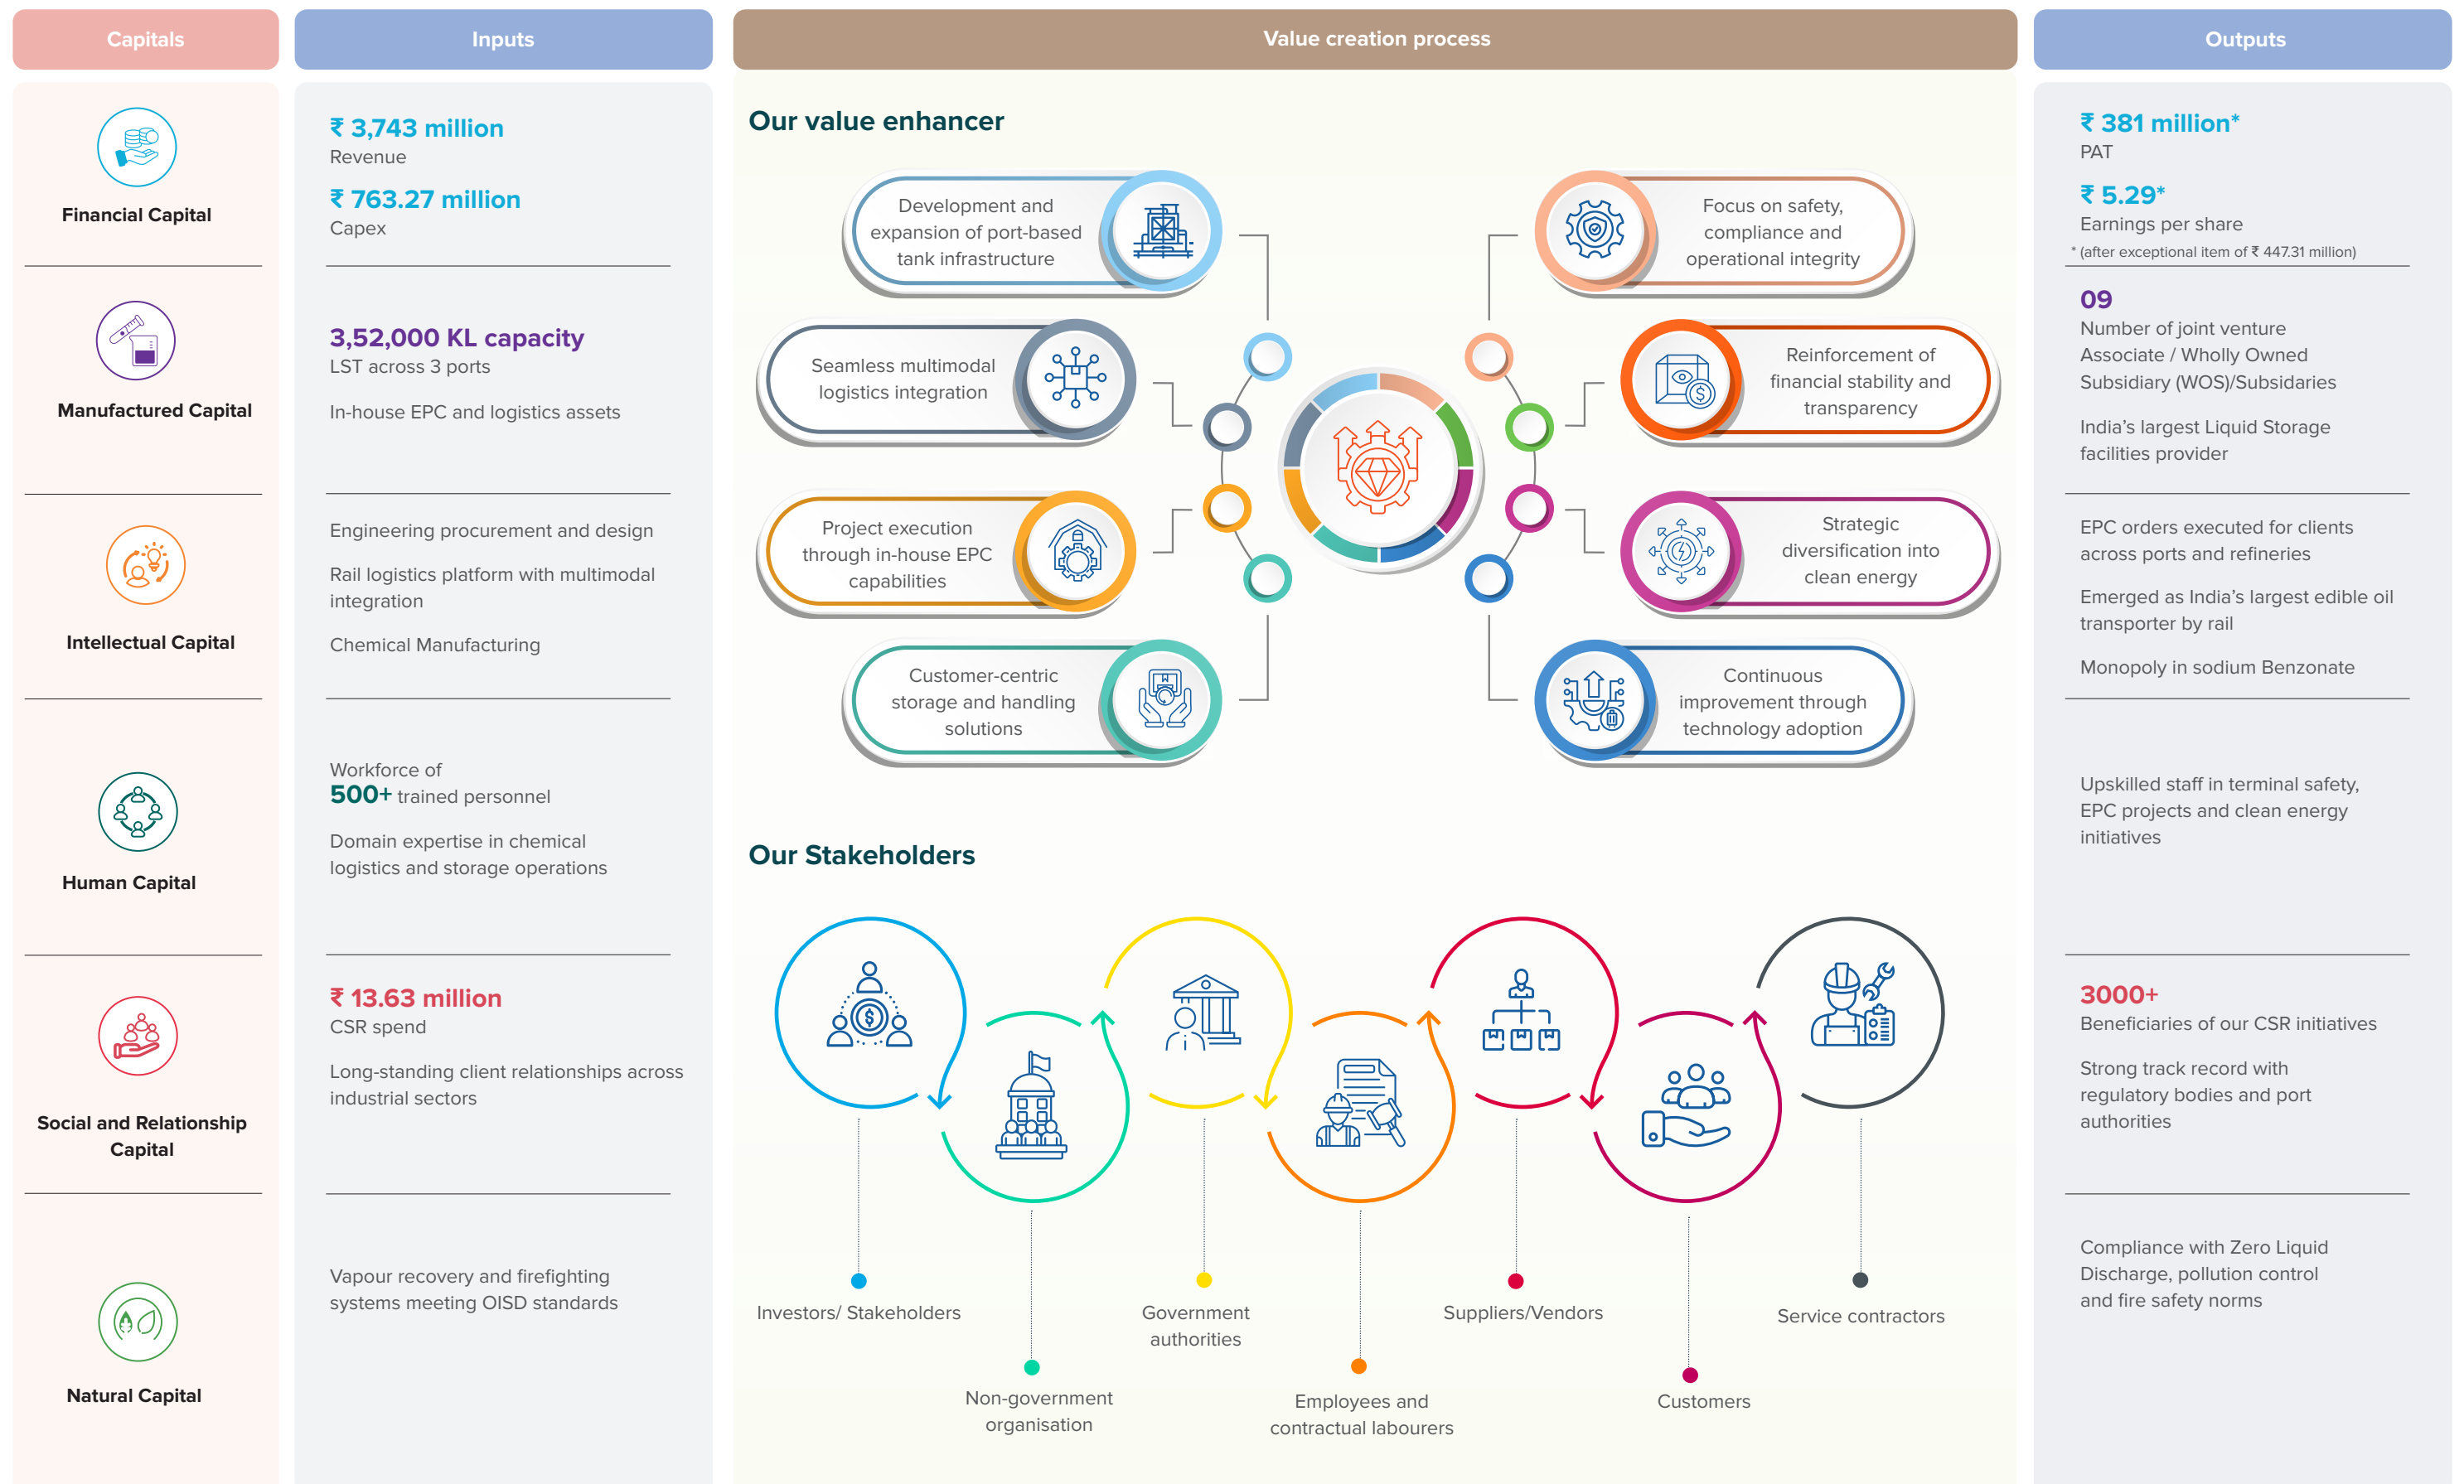 Capitals
Inputs
Value creation process
Outputs
Financial Capital
₹ 3,743 million
Revenue
₹ 763.27 million
Capex
Manufactured Capital
3,52,000 KL capacity
LST across 3 ports
In-house EPC and logistics assets
Intellectual Capital
Engineering procurement and design
Rail logistics platform with multimodal
integration
Chemical Manufacturing
Human Capital
Workforce of
500+ trained personnel
Domain expertise in chemical
logistics and storage operations
Social and Relationship
Capital
₹ 13.63 million
CSR spend
Long-standing client relationships across
industrial sectors
Natural Capital
Vapour recovery and firefighting
systems meeting OISD standards
Our value enhancer
Development and
expansion of port-based
tank infrastructure
Seamless multimodal
logistics integration
Project execution
through in-house EPC
capabilities
Customer-centric
storage and handling
solutions
Focus on safety,
compliance and
operational integrity
Reinforcement of
financial stability and
transparency
Strategic
diversification into
clean energy
Continuous
improvement through
technology adoption
Our Stakeholders
Investors/ Stakeholders
Non-government
organisation
Government
authorities
Employees and
contractual labourers
Suppliers/Vendors
Customers
Service contractors
₹ 381 million*
PAT
₹ 5.29*
Earnings per share
* (after exceptional item of ₹ 447.31 million)
09
Number of joint venture
Associate / Wholly Owned
Subsidiary (WOS)/Subsidaries
India's largest Liquid Storage
facilities provider
EPC orders executed for clients
across ports and refineries
Emerged as India's largest edible oil
transporter by rail
Monopoly in sodium Benzonate
Upskilled staff in terminal safety,
EPC projects and clean energy
initiatives
3000+
Beneficiaries of our CSR initiatives
Strong track record with
regulatory bodies and port
authorities
Compliance with Zero Liquid
Discharge, pollution control
and fire safety norms